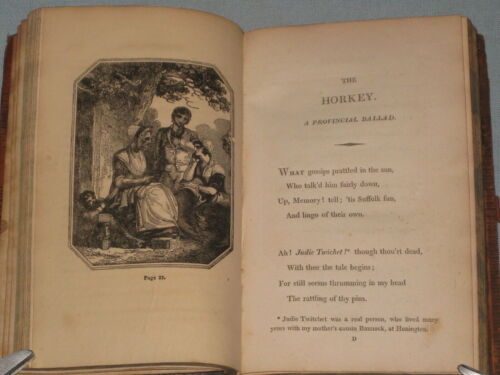 Page 23.
THE
HORKEY.
A PROVINCIAL BALLAD.
WHAT gossips prattled in the sun,
Who talk'd him fairly down,
Up, Memory! tell; 'tis Suffolk fun,
And lingo of their own.
Ah! Judie Twichet!* though thou'rt dead,
With thee the tale begins;
For still seems thrumming in my head
The rattling of thy pins.
* Judie Twitchet was a real person, who lived many
years with my mother's cousin Bannock, at Honington.
D